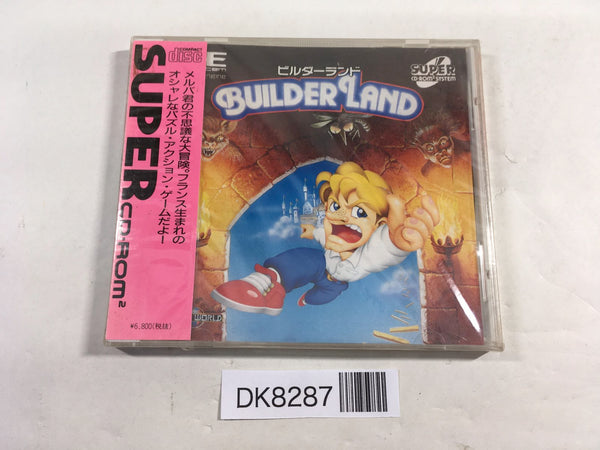 COMPACT
disc
SUPER CD-ROM²
メルバ君の不思議な大冒険。フランス生まれの
オシャレなパズル・アクション・ゲームだよ！
¥6,800(税抜)
ビルダーランド
BUILDER LAND
SUPER
CD-ROM² SYSTEM
WORLD
DK8287